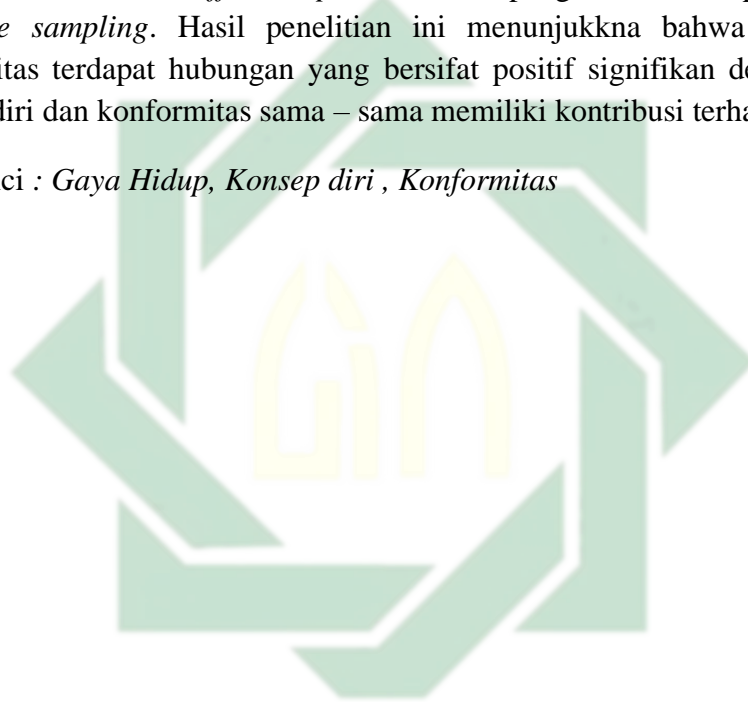 e sampling. Hasil penelitian ini menunjukkna bahwa
itas terdapat hubungan yang bersifat positif signifikan de
diri dan konformitas sama – sama memiliki kontribusi terha
ci : Gaya Hidup, Konsep diri , Konformitas